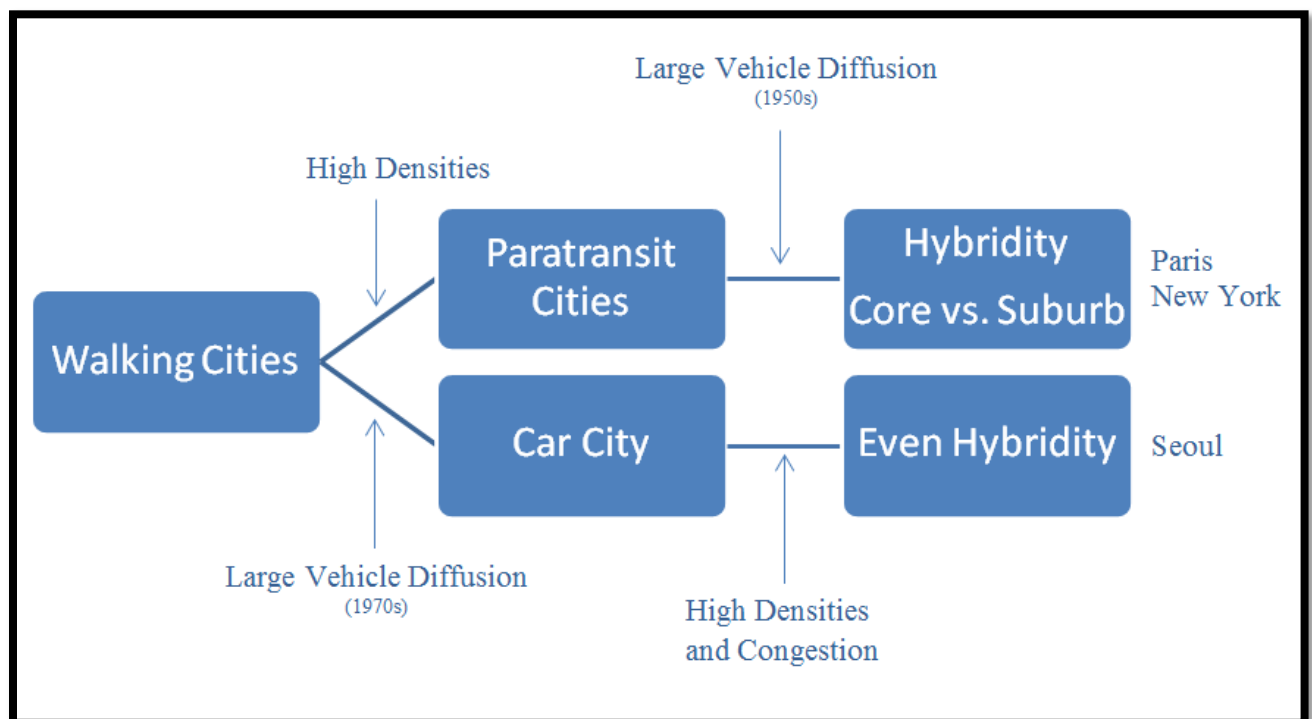 Large Vehicle Diffusion
(1950s)
High Densities
Paratransit
Cities
Hybridity
Core vs. Suburb
Paris
New York
Walking Cities
Car City
Even Hybridity
Seoul
Large Vehicle Diffusion
(1970s)
High Densities
and Congestion